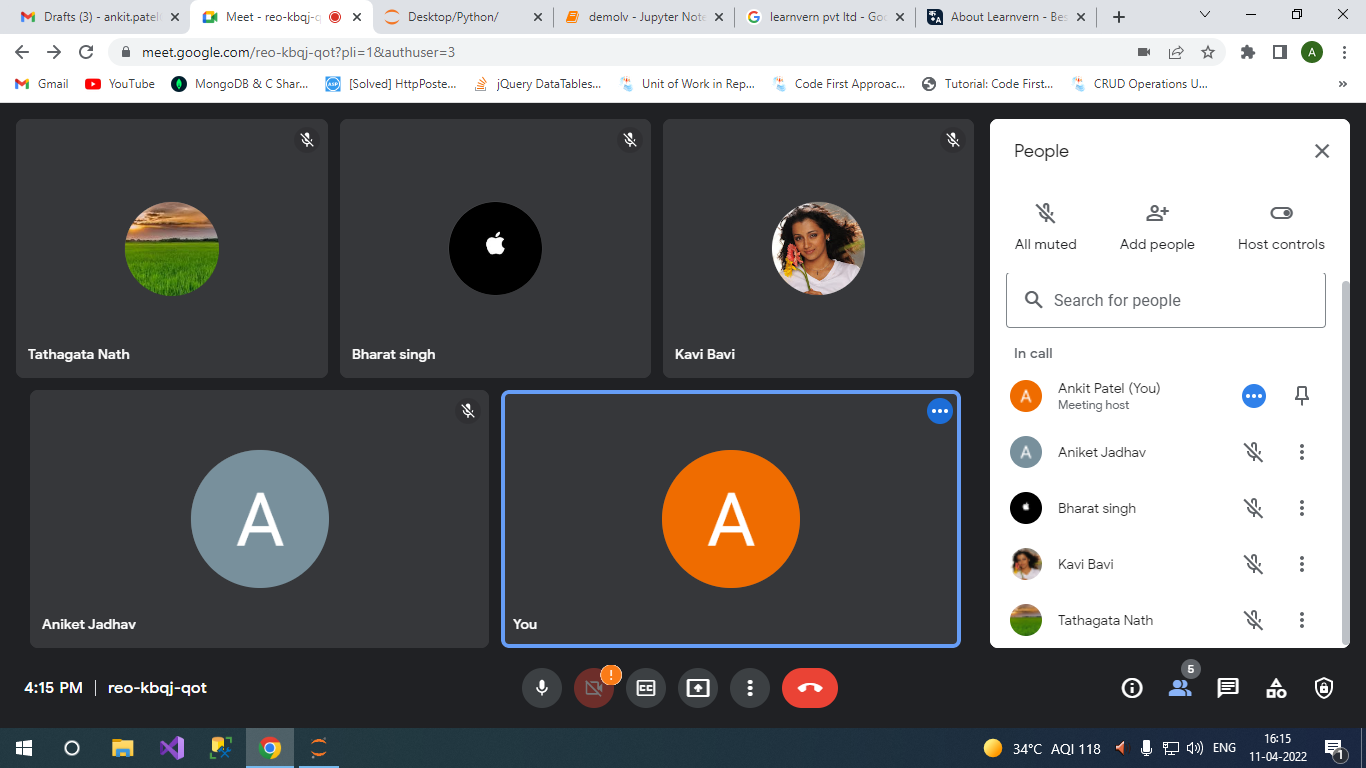 Drafts (3) - ankit.patel
Meet - reo-kbqj-q
Desktop/Python/
demolv - Jupyter Note
learnvern pvt ltd - Goo
About Learnvern - Bes
meet.google.com/reo-kbqj-qot?pli=1&authuser=3
A
Gmail
YouTube
MongoDB & C Shar...
[Solved] HttpPoste...
jQuery DataTables...
Unit of Work in Rep...
Code First Approac...
Tutorial: Code First...
CRUD Operations U...
»
Tathagata Nath
Bharat singh
Kavi Bavi
A
Aniket Jadhav
A
You
People
All muted
Add people
Host controls
Search for people
In call
A
Ankit Patel (You)
Meeting host
A
Aniket Jadhav
Bharat singh
Kavi Bavi
Tathagata Nath
4:15 PM | reo-kbqj-qot
!
CC
5
34°C AQI 118
ENG
16:15
11-04-2022
1